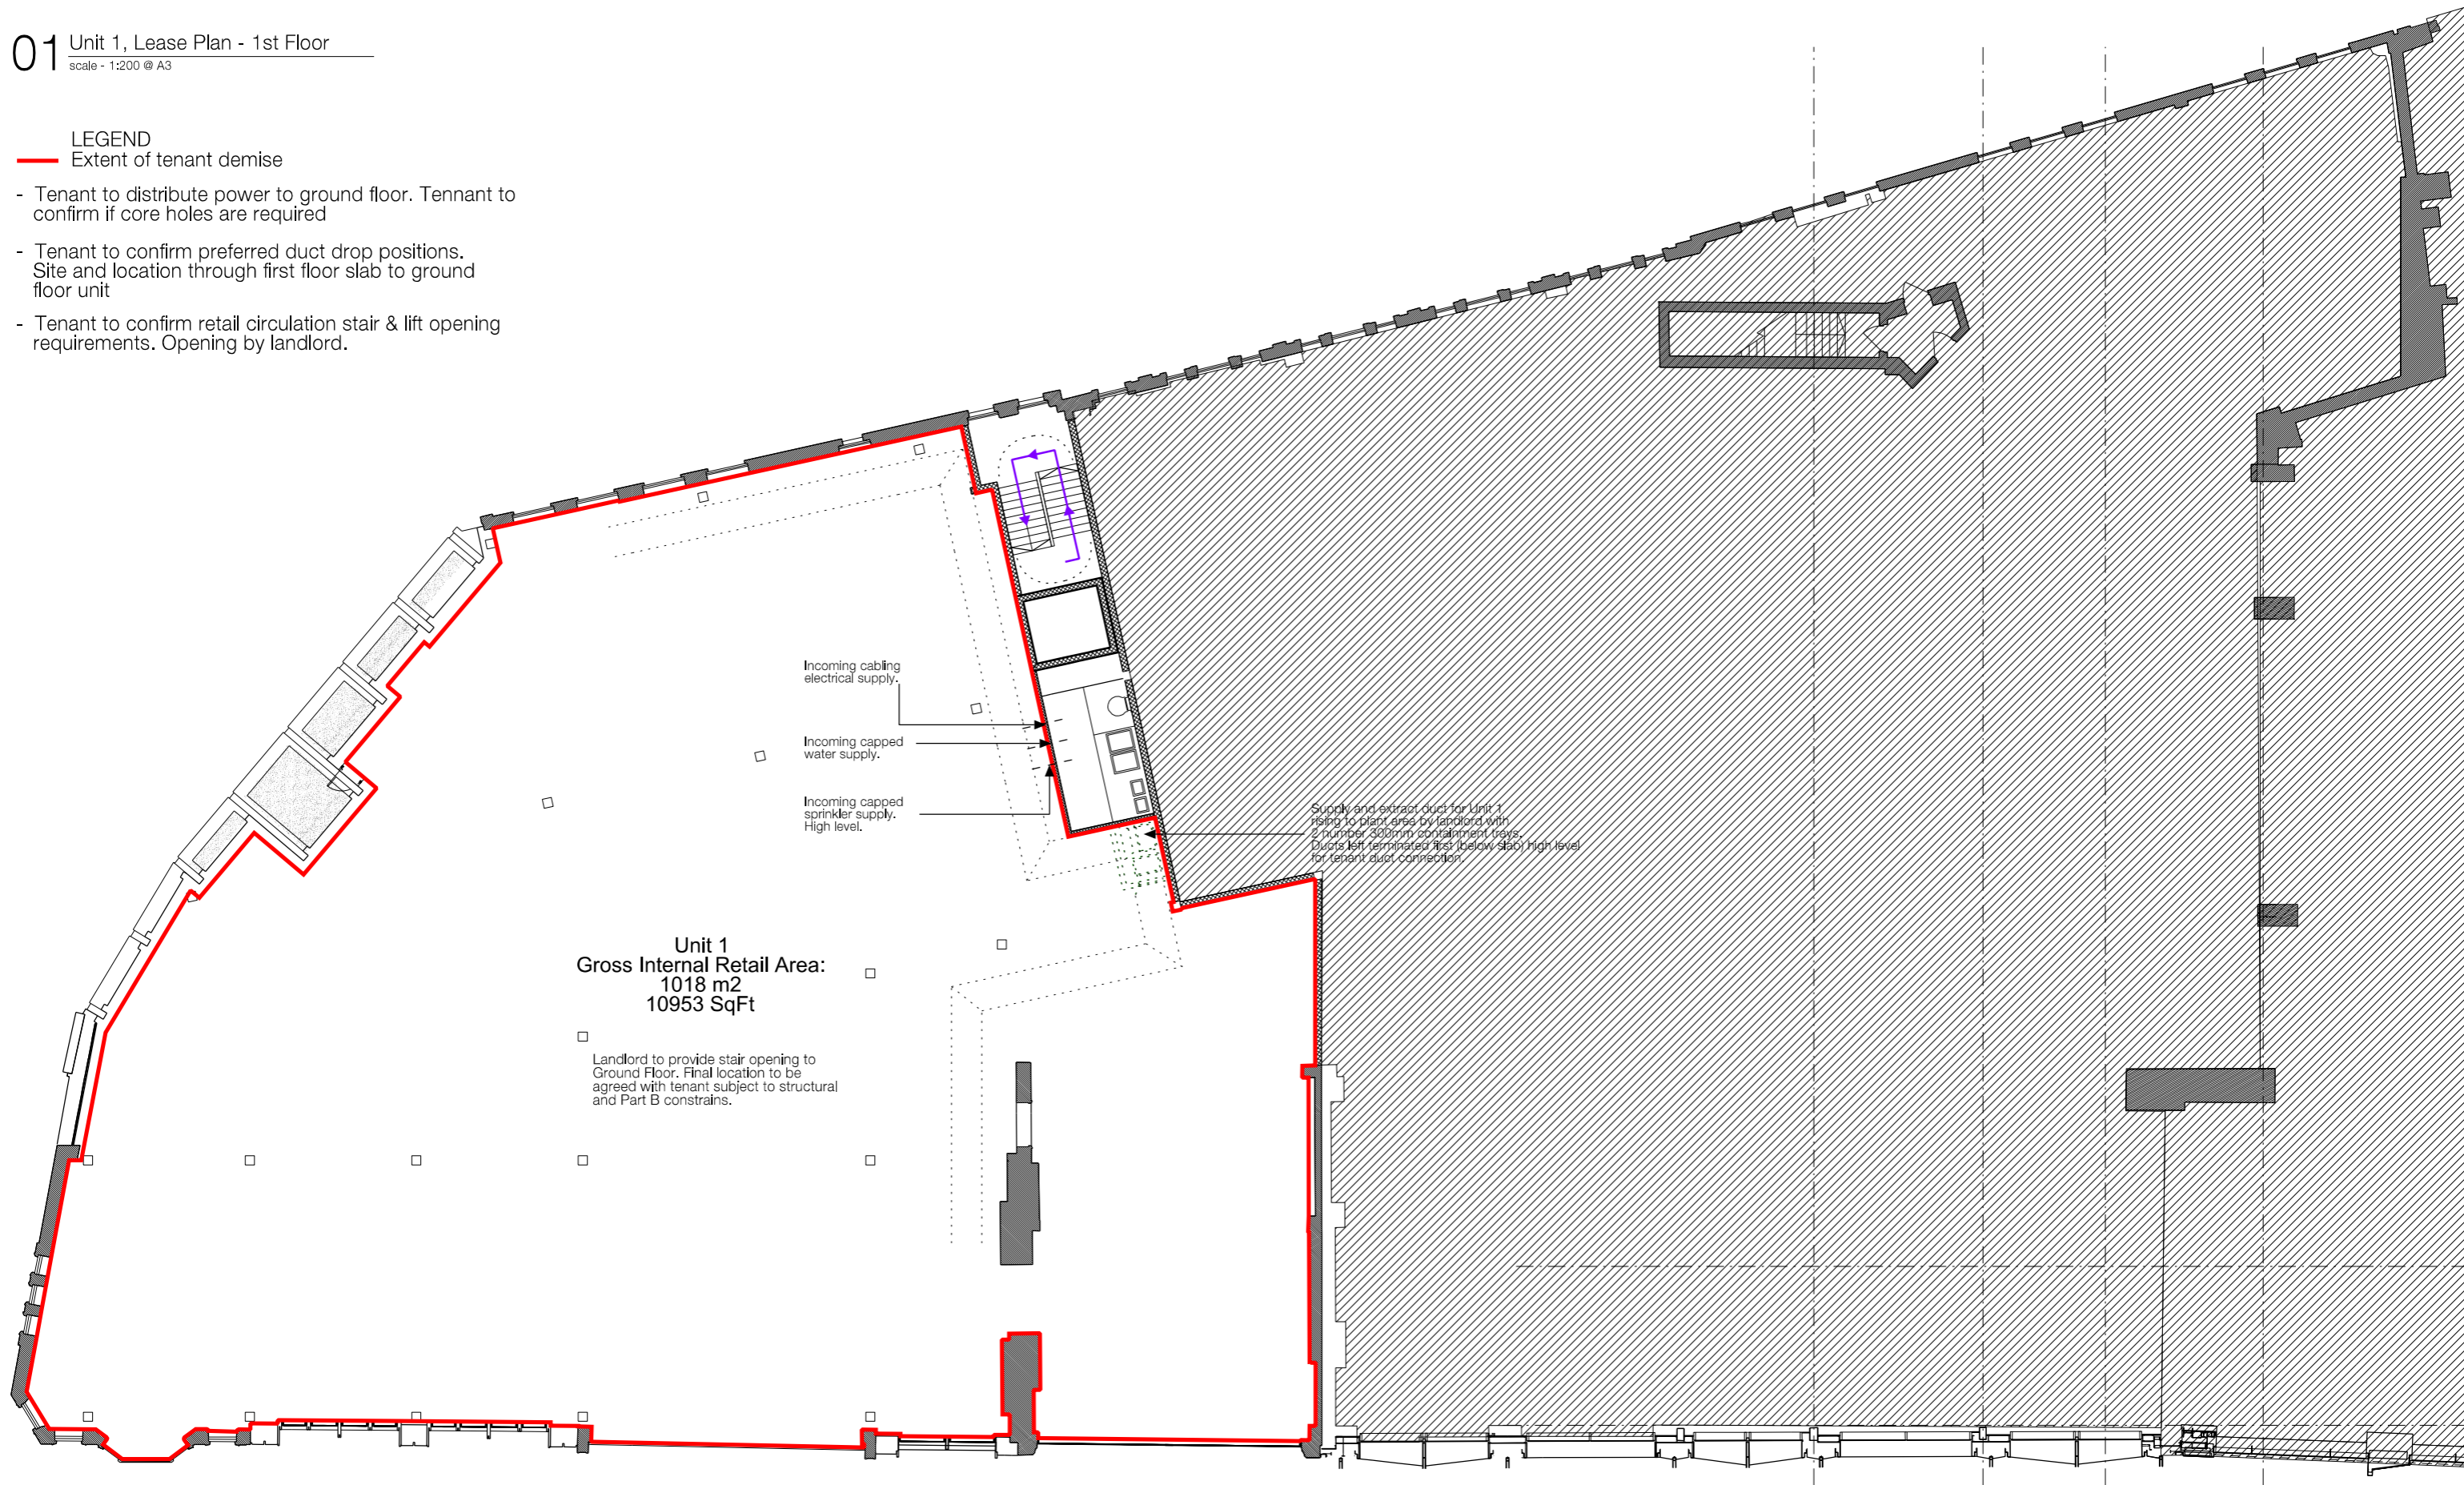 01 Unit 1, Lease Plan - 1st Floor
scale - 1:200 @ A3
LEGEND
Extent of tenant demise
- Tenant to distribute power to ground floor. Tennant to
confirm if core holes are required
- Tenant to confirm preferred duct drop positions.
Site and location through first floor slab to ground
floor unit
- Tenant to confirm retail circulation stair & lift opening
requirements. Opening by landlord.
Incoming cabling
electrical supply.
Incoming capped
water supply.
Incoming capped
sprinkler supply.
High level.
Supply and extract duct for Unit 1
rising to plant area by landlord with
2 number 300mm containment trays.
Ducts left terminated first (below slab) high level
for tenant duct connection.
Unit 1
Gross Internal Retail Area:
1018 m2
10953 SqFt
Landlord to provide stair opening to
Ground Floor. Final location to be
agreed with tenant subject to structural
and Part B constrains.